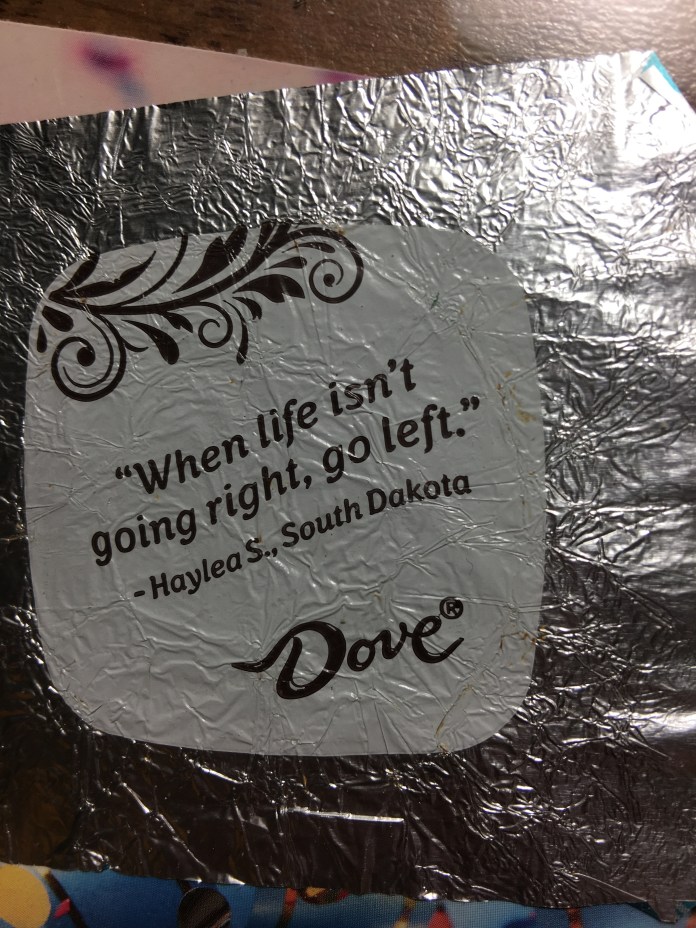 “When life isn’t
going right, go left.”
- Haylea S., South Dakota
Dove®